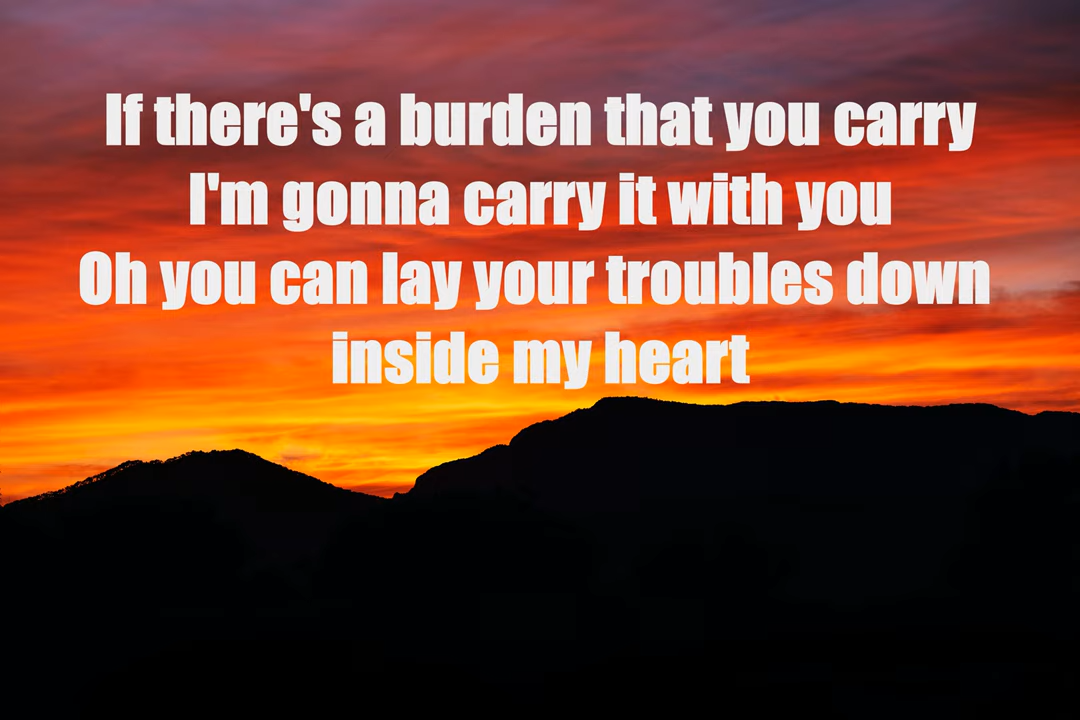 If there's a burden that you carry
I'm gonna carry it with you
Oh you can lay your troubles down
inside my heart